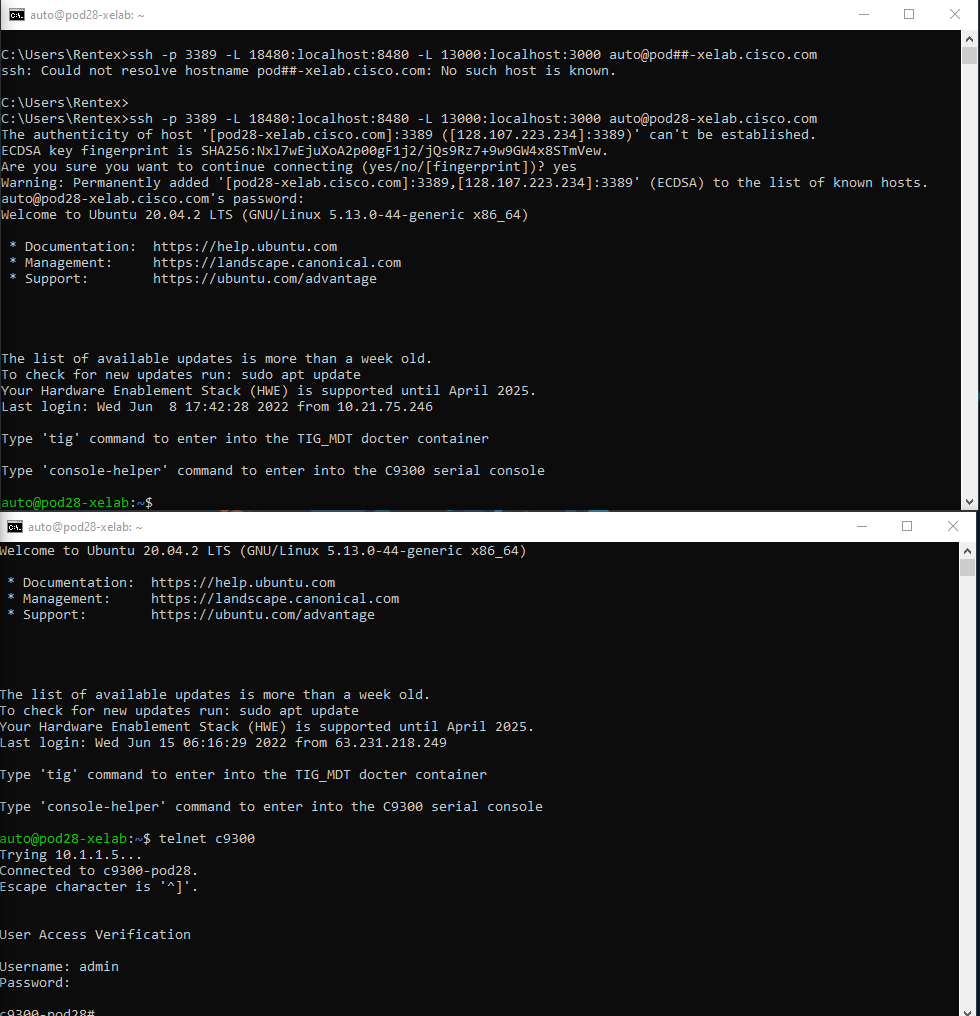 auto@pod28-xelab: ~
C:\Users\Rentex>ssh -p 3389 -L 18480:localhost:8480 -L 13000:localhost:3000 auto@pod##-xelab.cisco.com
ssh: Could not resolve hostname pod##-xelab.cisco.com: No such host is known.
C:\Users\Rentex>
C:\Users\Rentex>ssh -p 3389 -L 18480:localhost:8480 -L 13000:localhost:3000 auto@pod28-xelab.cisco.com
The authenticity of host '[pod28-xelab.cisco.com]:3389 ([128.107.223.234]:3389)' can't be established.
ECDSA key fingerprint is SHA256:Nxl7wEjuXoA2p00gF1j2/jQs9Rz7+9w9GW4x8STmVew.
Are you sure you want to continue connecting (yes/no/[fingerprint])? yes
Warning: Permanently added '[pod28-xelab.cisco.com]:3389,[128.107.223.234]:3389' (ECDSA) to the list of known hosts.
auto@pod28-xelab.cisco.com's password:
Welcome to Ubuntu 20.04.2 LTS (GNU/Linux 5.13.0-44-generic x86_64)
* Documentation:  https://help.ubuntu.com
* Management:     https://landscape.canonical.com
* Support:        https://ubuntu.com/advantage
The list of available updates is more than a week old.
To check for new updates run: sudo apt update
Your Hardware Enablement Stack (HWE) is supported until April 2025.
Last login: Wed Jun  8 17:42:28 2022 from 10.21.75.246
Type 'tig' command to enter into the TIG_MDT docter container
Type 'console-helper' command to enter into the C9300 serial console
auto@pod28-xelab:~$
auto@pod28-xelab: ~
Welcome to Ubuntu 20.04.2 LTS (GNU/Linux 5.13.0-44-generic x86_64)
* Documentation:  https://help.ubuntu.com
* Management:     https://landscape.canonical.com
* Support:        https://ubuntu.com/advantage
The list of available updates is more than a week old.
To check for new updates run: sudo apt update
Your Hardware Enablement Stack (HWE) is supported until April 2025.
Last login: Wed Jun 15 06:16:29 2022 from 63.231.218.249
Type 'tig' command to enter into the TIG_MDT docter container
Type 'console-helper' command to enter into the C9300 serial console
auto@pod28-xelab:~$ telnet c9300
Trying 10.1.1.5...
Connected to c9300-pod28.
Escape character is '^]'.
User Access Verification
Username: admin
Password:
c9300-pod28#